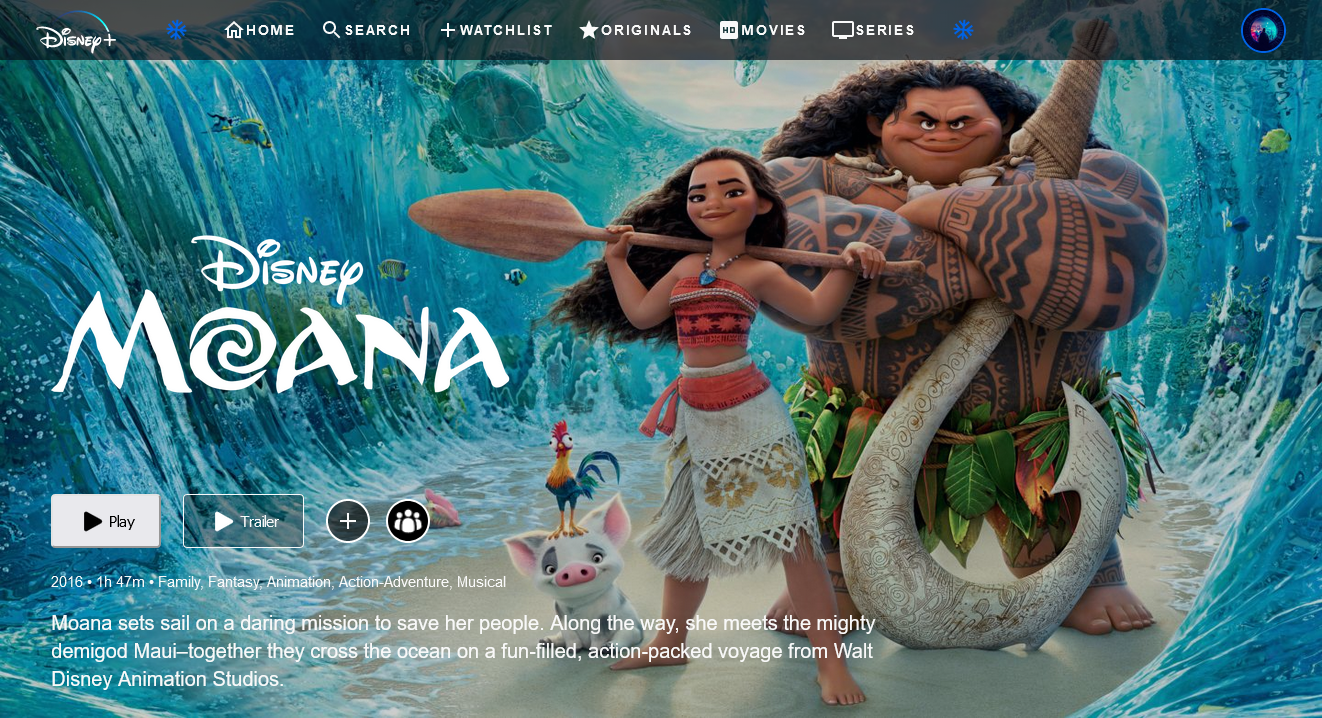 Disney+
HOME
SEARCH
WATCHLIST
ORIGINALS
HD
MOVIES
SERIES
Disney
MOANA
Play
Trailer
2016 • 1h 47m • Family, Fantasy, Animation, Action-Adventure, Musical
Moana sets sail on a daring mission to save her people. Along the way, she meets the mighty
demigod Maui–together they cross the ocean on a fun-filled, action-packed voyage from Walt
Disney Animation Studios.